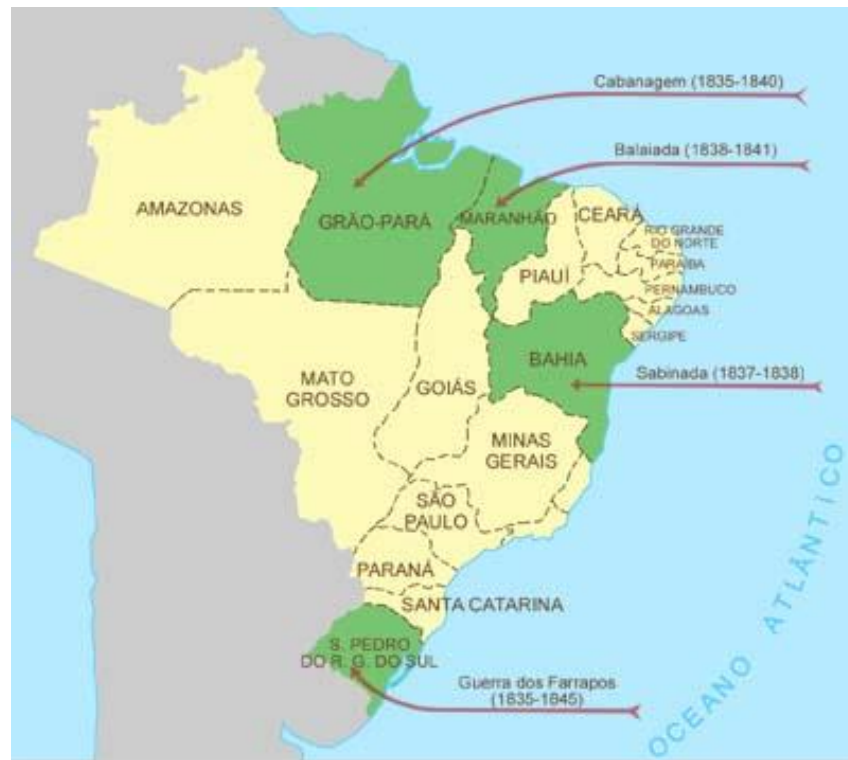 Cabanagem (1835-1840)
Balaiada (1838-1841)
AMAZONAS
GRÃO-PARÁ
MARANHÃO
CEARÁ
RIO GRANDE
DO NORTE
PARAÍBA
PIAUÍ
PERNAMBUCO
ALAGOAS
SERGIPE
BAHIA
Sabinada (1837-1838)
MATO
GROSSO
GOIÁS
MINAS
GERAIS
SÃO
PAULO
PARANÁ
SANTA CATARINA
S. PEDRO
DO R. G. DO SUL
Guerra dos Farrapos
(1835-1845)
OCEANO ATLÂNTICO